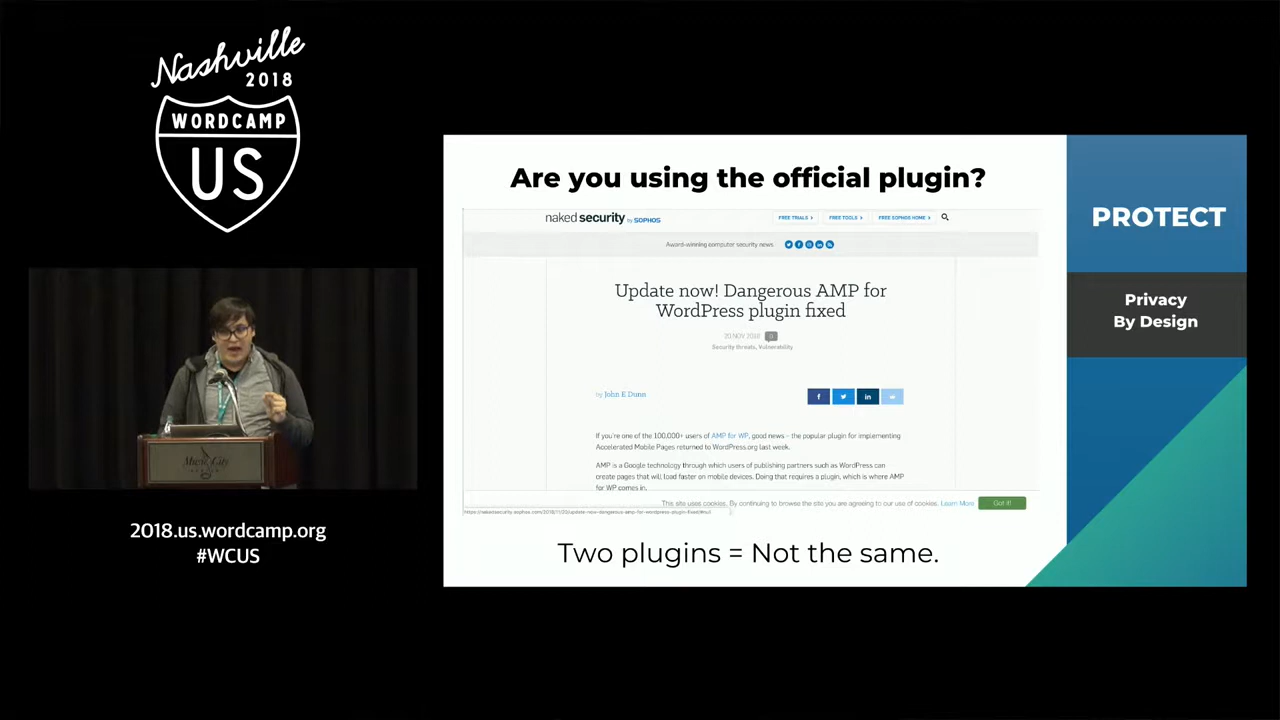 Nashville
2018
WORDCAMP
US
2018.us.wordcamp.org
#WCUS
Are you using the official plugin?
naked security by SOPHOS
FREE TRIALS
FREE TOOLS
FREE SOPHOS HOME
Award-winning computer security news
Update now! Dangerous AMP for
WordPress plugin fixed
20 NOV 2018
Security threats, Vulnerability
by John E Dunn
If you're one of the 100,000+ users of AMP for WP, good news – the popular plugin for implementing
Accelerated Mobile Pages returned to WordPress.org last week.
AMP is a Google technology through which users of publishing partners such as WordPress can
create pages that will load faster on mobile devices. Doing that requires a plugin, which is where AMP
for WP comes in.
This site uses cookies. By continuing to browse the site you are agreeing to our use of cookies. Learn More
Got it!
Two plugins = Not the same.
PROTECT
Privacy
By Design
Music City